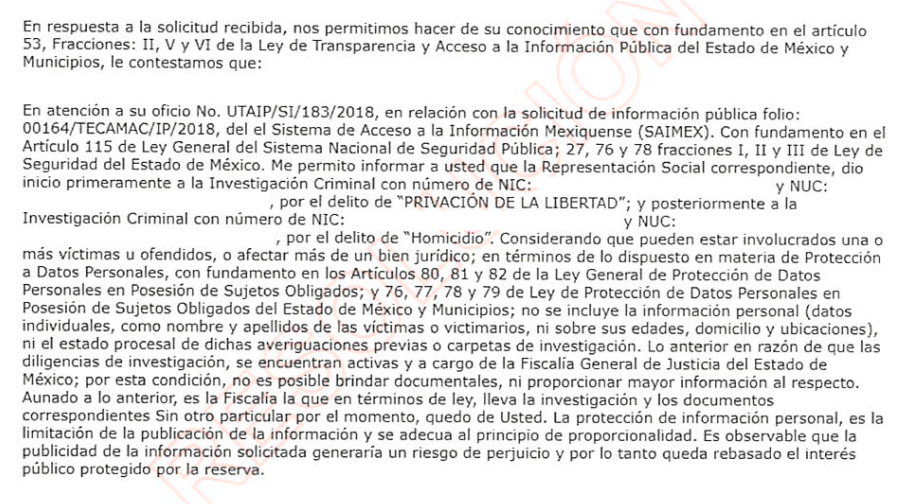 En respuesta a la solicitud recibida, nos permitimos hacer de su conocimiento que con fundamento en el artículo
53, Fracciones: II, V y VI de la Ley de Transparencia y Acceso a la Información Pública del Estado de México y
Municipios, le contestamos que:
En atención a su oficio No. UTAIP/SI/183/2018, en relación con la solicitud de información pública folio:
00164/TECAMAC/IP/2018, del el Sistema de Acceso a la Información Mexiquense (SAIMEX). Con fundamento en el
Artículo 115 de Ley General del Sistema Nacional de Seguridad Pública; 27, 76 y 78 fracciones I, II y III de Ley de
Seguridad del Estado de México. Me permito informar a usted que la Representación Social correspondiente, dio
inicio primeramente a la Investigación Criminal con número de NIC: y NUC:
, por el delito de “PRIVACIÓN DE LA LIBERTAD”; y posteriormente a la
Investigación Criminal con número de NIC: y NUC:
, por el delito de “Homicidio”. Considerando que pueden estar involucrados una o
más víctimas u ofendidos, o afectar más de un bien jurídico; en términos de lo dispuesto en materia de Protección
a Datos Personales, con fundamento en los Artículos 80, 81 y 82 de la Ley General de Protección de Datos
Personales en Posesión de Sujetos Obligados; y 76, 77, 78 y 79 de Ley de Protección de Datos Personales en
Posesión de Sujetos Obligados del Estado de México y Municipios; no se incluye la información personal (datos
individuales, como nombre y apellidos de las víctimas o victimarios, ni sobre sus edades, domicilio y ubicaciones),
ni el estado procesal de dichas averiguaciones previas o carpetas de investigación. Lo anterior en razón de que las
diligencias de investigación, se encuentran activas y a cargo de la Fiscalía General de Justicia del Estado de
México; por esta condición, no es posible brindar documentales, ni proporcionar mayor información al respecto.
Aunado a lo anterior, es la Fiscalía la que en términos de ley, lleva la investigación y los documentos
correspondientes Sin otro particular por el momento, quedo de Usted. La protección de información personal, es la
limitación de la publicación de la información y se adecua al principio de proporcionalidad. Es observable que la
publicidad de la información solicitada generaría un riesgo de perjuicio y por lo tanto queda rebasado el interés
público protegido por la reserva.